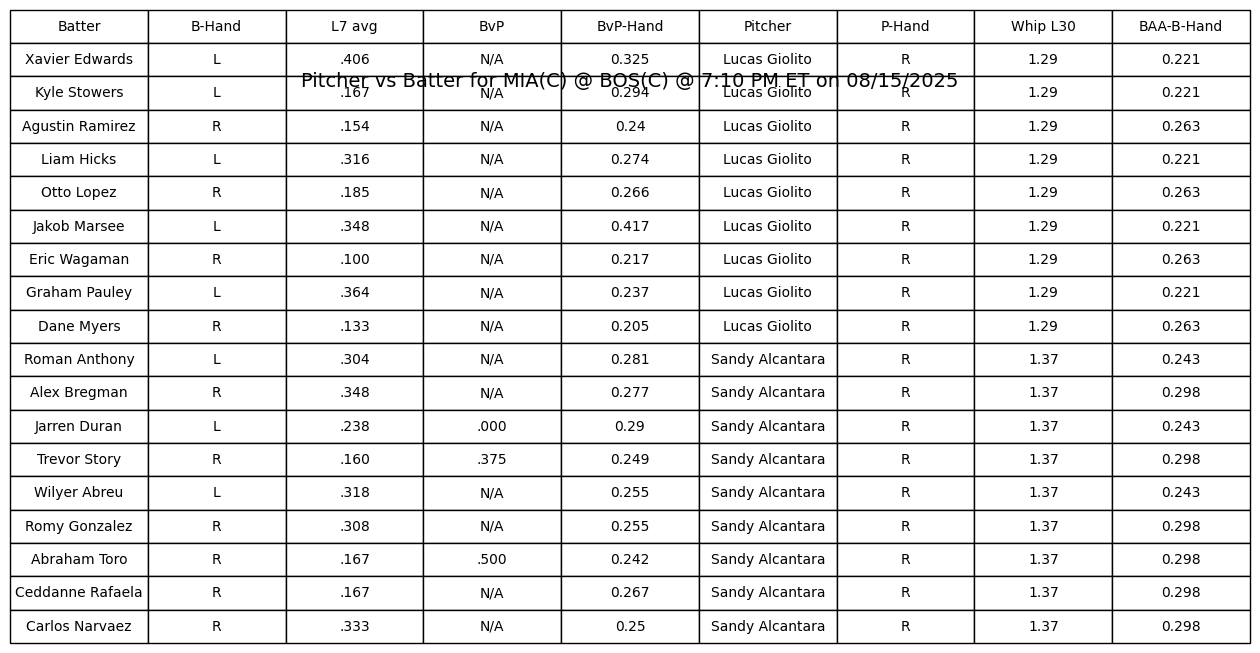 Batter B-Hand L7 avg BvP BvP-Hand Pitcher P-Hand Whip L30 BAA-B-Hand
Xavier Edwards L .406 N/A 0.325 Lucas Giolito R 1.29 0.221
Pitcher vs Batter for MIA(C) @ BOS(C) @ 7:10 PM ET on 08/15/2025
Kyle Stowers L .167 N/A 0.294 Lucas Giolito R 1.29 0.221
Agustin Ramirez R .154 N/A 0.24 Lucas Giolito R 1.29 0.263
Liam Hicks L .316 N/A 0.274 Lucas Giolito R 1.29 0.221
Otto Lopez R .185 N/A 0.266 Lucas Giolito R 1.29 0.263
Jakob Marsee L .348 N/A 0.417 Lucas Giolito R 1.29 0.221
Eric Wagaman R .100 N/A 0.217 Lucas Giolito R 1.29 0.263
Graham Pauley L .364 N/A 0.237 Lucas Giolito R 1.29 0.221
Dane Myers R .133 N/A 0.205 Lucas Giolito R 1.29 0.263
Roman Anthony L .304 N/A 0.281 Sandy Alcantara R 1.37 0.243
Alex Bregman R .348 N/A 0.277 Sandy Alcantara R 1.37 0.298
Jarren Duran L .238 .000 0.29 Sandy Alcantara R 1.37 0.243
Trevor Story R .160 .375 0.249 Sandy Alcantara R 1.37 0.298
Wilyer Abreu L .318 N/A 0.255 Sandy Alcantara R 1.37 0.243
Romy Gonzalez R .308 N/A 0.255 Sandy Alcantara R 1.37 0.298
Abraham Toro R .167 .500 0.242 Sandy Alcantara R 1.37 0.298
Ceddanne Rafaela R .167 N/A 0.267 Sandy Alcantara R 1.37 0.298
Carlos Narvaez R .333 N/A 0.25 Sandy Alcantara R 1.37 0.298